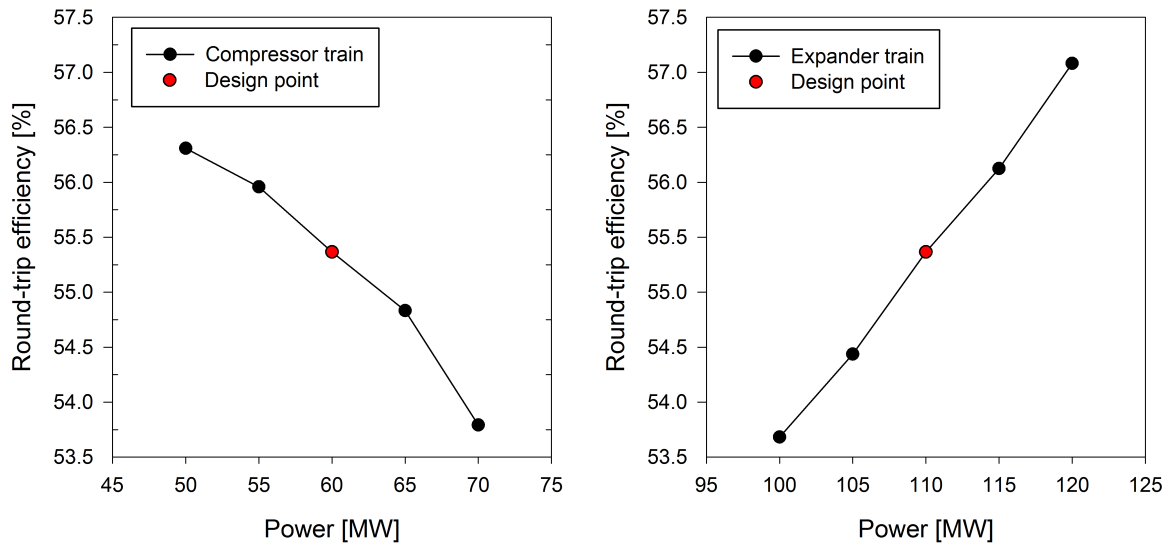 57.5
57.0
56.5
56.0
55.5
55.0
54.5
54.0
53.5
Round-trip efficiency [%]
Compressor train
Design point
45 50 55 60 65 70 75
Power [MW]
57.5
57.0
56.5
56.0
55.5
55.0
54.5
54.0
53.5
Round-trip efficiency [%]
Expander train
Design point
95 100 105 110 115 120 125
Power [MW]